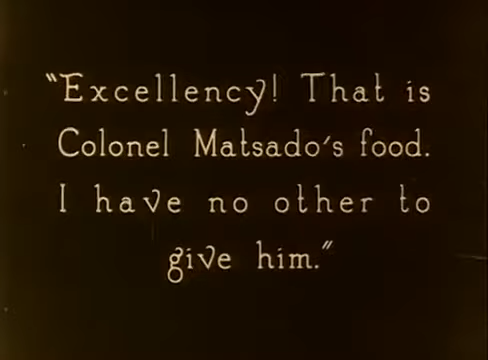 “Excellency! That is
Colonel Matsado's food.
I have no other to
give him.”